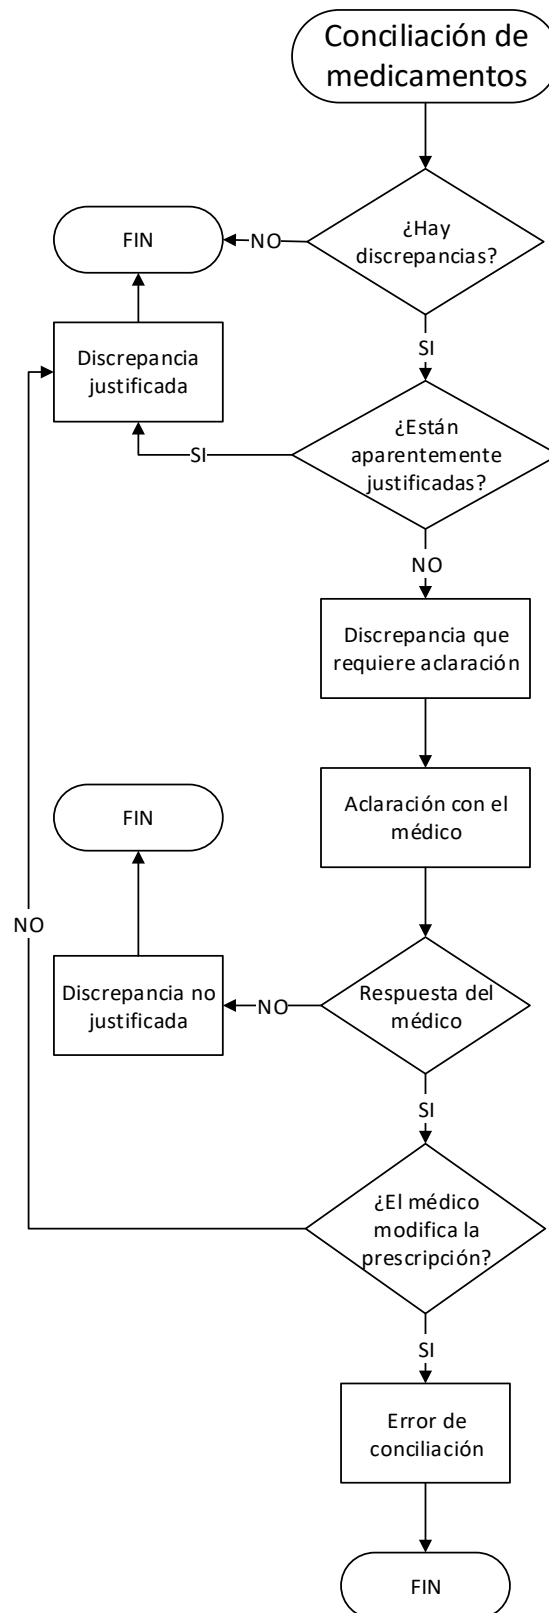 Conciliación de
medicamentos
¿Hay
discrepancias?
NO
FIN
SI
Discrepancia
justificada
¿Están
aparentemente
justificadas?
SI
NO
Discrepancia que
requiere aclaración
Aclaración con el
médico
FIN
NO
Respuesta del
médico
NO
Discrepancia no
justificada
SI
¿El médico
modifica la
prescripción?
SI
Error de
conciliación
FIN